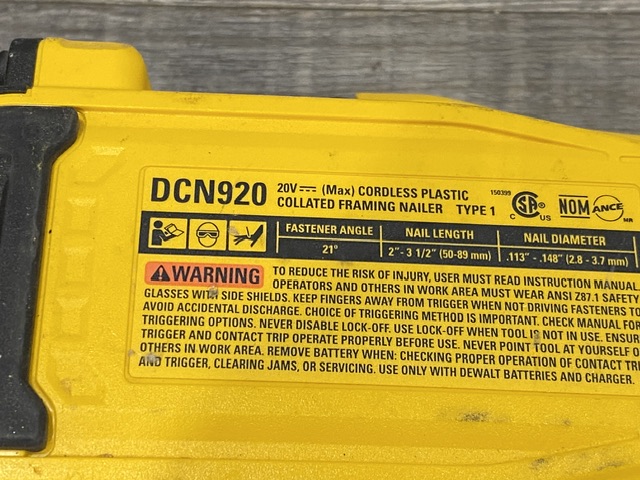 DCN920 20V⎓ (Max) CORDLESS PLASTIC
COLLATED FRAMING NAILER TYPE 1
150399
C US
NOM ANCE MR
FASTENER ANGLE NAIL LENGTH NAIL DIAMETER
21° 2"- 3 1/2" (50-89 mm) .113" - .148" (2.8 - 3.7 mm)
WARNING TO REDUCE THE RISK OF INJURY, USER MUST READ INSTRUCTION MANUAL
OPERATORS AND OTHERS IN WORK AREA MUST WEAR ANSI Z87.1 SAFETY
GLASSES WITH SIDE SHIELDS. KEEP FINGERS AWAY FROM TRIGGER WHEN NOT DRIVING FASTENERS TO
AVOID ACCIDENTAL DISCHARGE. CHOICE OF TRIGGERING METHOD IS IMPORTANT. CHECK MANUAL FOR
TRIGGERING OPTIONS. NEVER DISABLE LOCK-OFF. USE LOCK-OFF WHEN TOOL IS NOT IN USE. ENSUR
TRIGGER AND CONTACT TRIP OPERATE PROPERLY BEFORE USE. NEVER POINT TOOL AT YOURSELF O
OTHERS IN WORK AREA. REMOVE BATTERY WHEN: CHECKING PROPER OPERATION OF CONTACT TRI
AND TRIGGER, CLEARING JAMS, OR SERVICING. USE ONLY WITH DEWALT BATTERIES AND CHARGER.